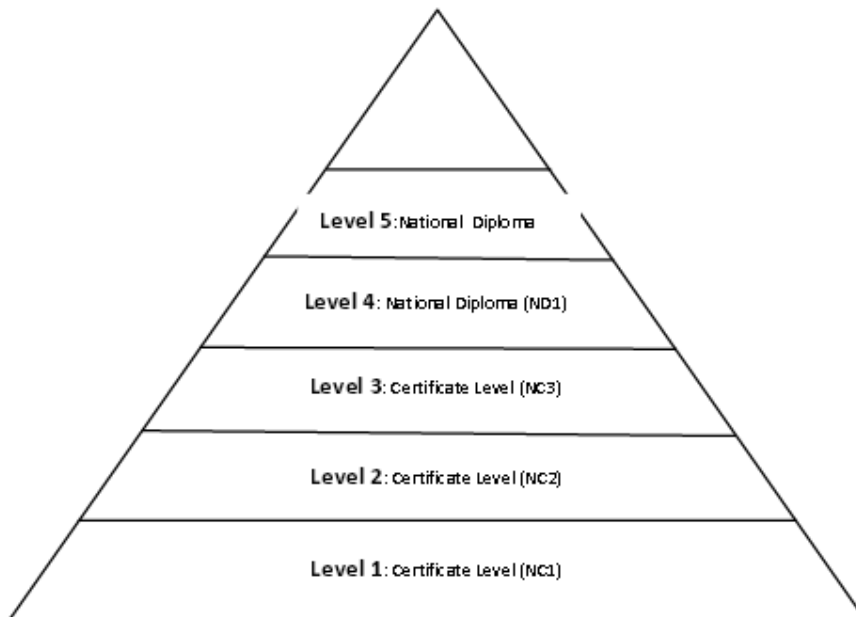 Level 5: National Diploma
Level 4: National Diploma (ND1)
Level 3: Certificate Level (NC3)
Level 2: Certificate Level (NC2)
Level 1: Certificate Level (NC1)